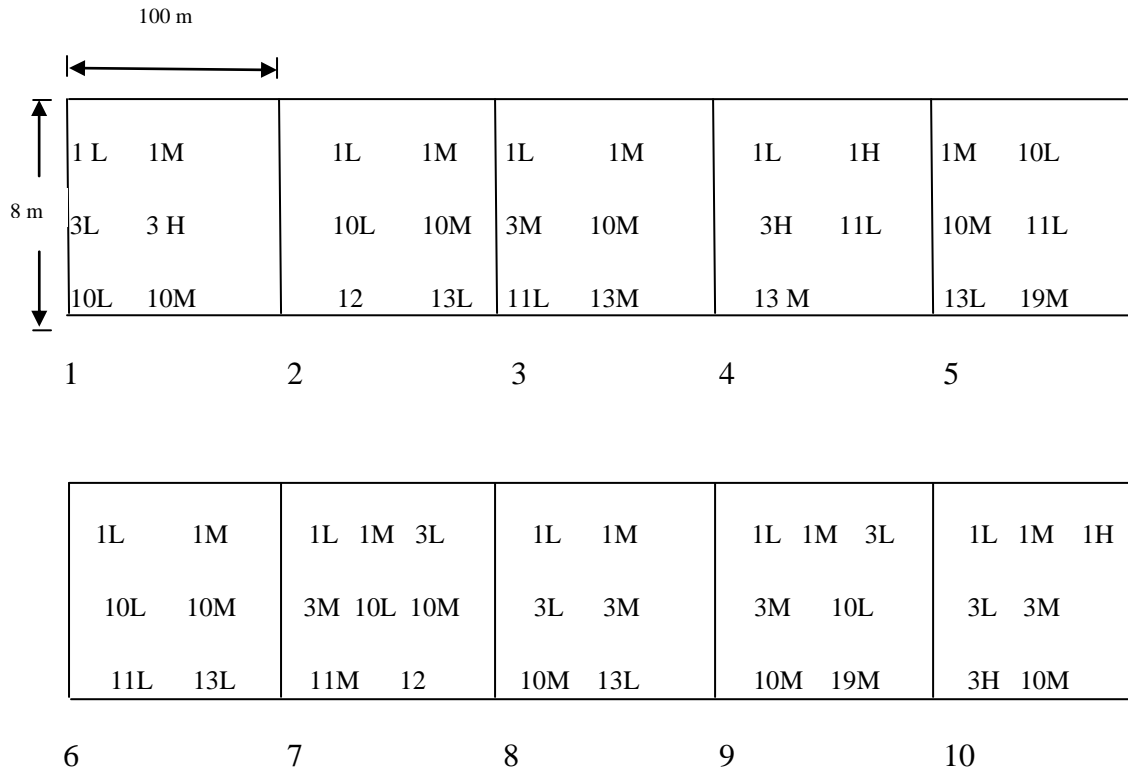 100 m
1 L 1M 1L 1M 1L 1M 1L 1H 1M 10L
8 m 3L 3 H 10L 10M 3M 10M 3H 11L 10M 11L
10L 10M 12 13L 11L 13M 13 M 13L 19M
1 2 3 4 5
1L 1M 1L 1M 3L 1L 1M 1L 1M 3L 1L 1M 1H
10L 10M 3M 10L 10M 3L 3M 3M 10L 3L 3M
11L 13L 11M 12 10M 13L 10M 19M 3H 10M
6 7 8 9 10